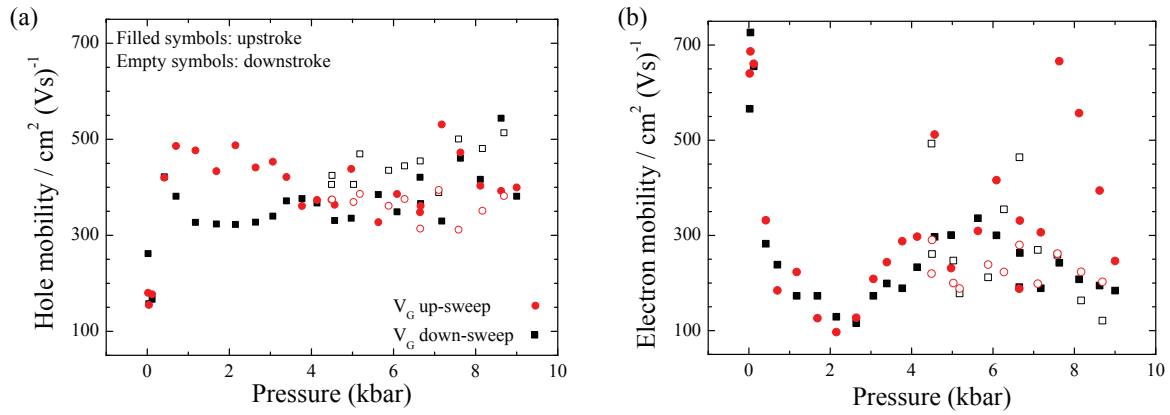 (a)
Hole mobility / cm² (Vs)⁻¹
700
500
300
100
Filled symbols: upstroke
Empty symbols: downstroke
V_G up-sweep
V_G down-sweep
0 2 4 6 8 10
Pressure (kbar)
(b)
Electron mobility / cm² (Vs)⁻¹
700
500
300
100
0 2 4 6 8 10
Pressure (kbar)